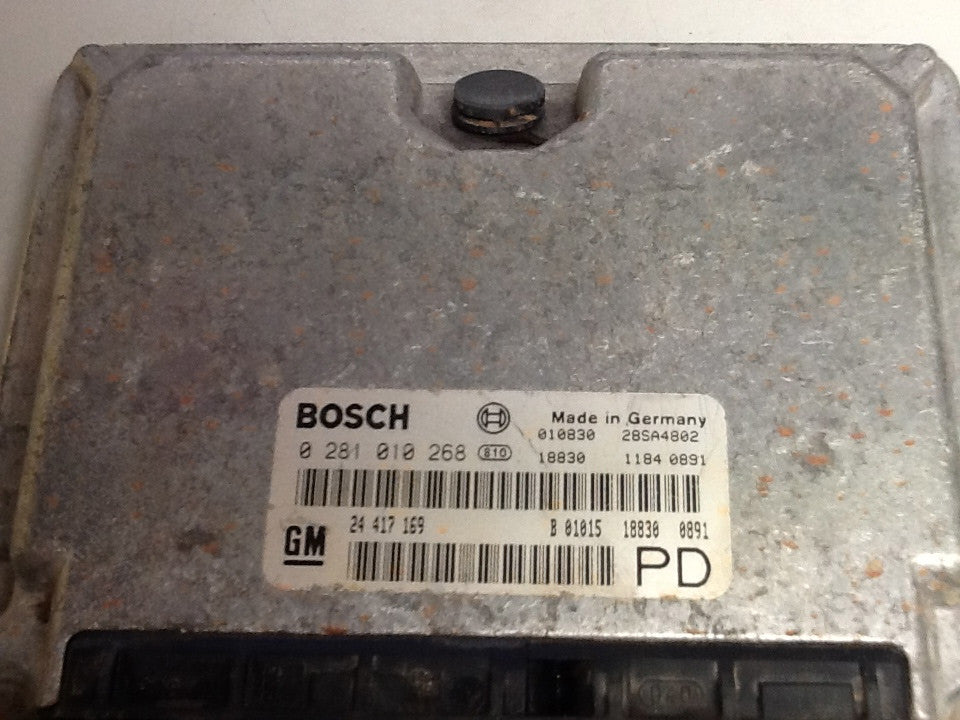 BOSCH
Made in Germany
010830 28SA4802
0 281 010 268 810
18830 1184 0891
24 417 169 B 01015 18830 0891
GM
PD